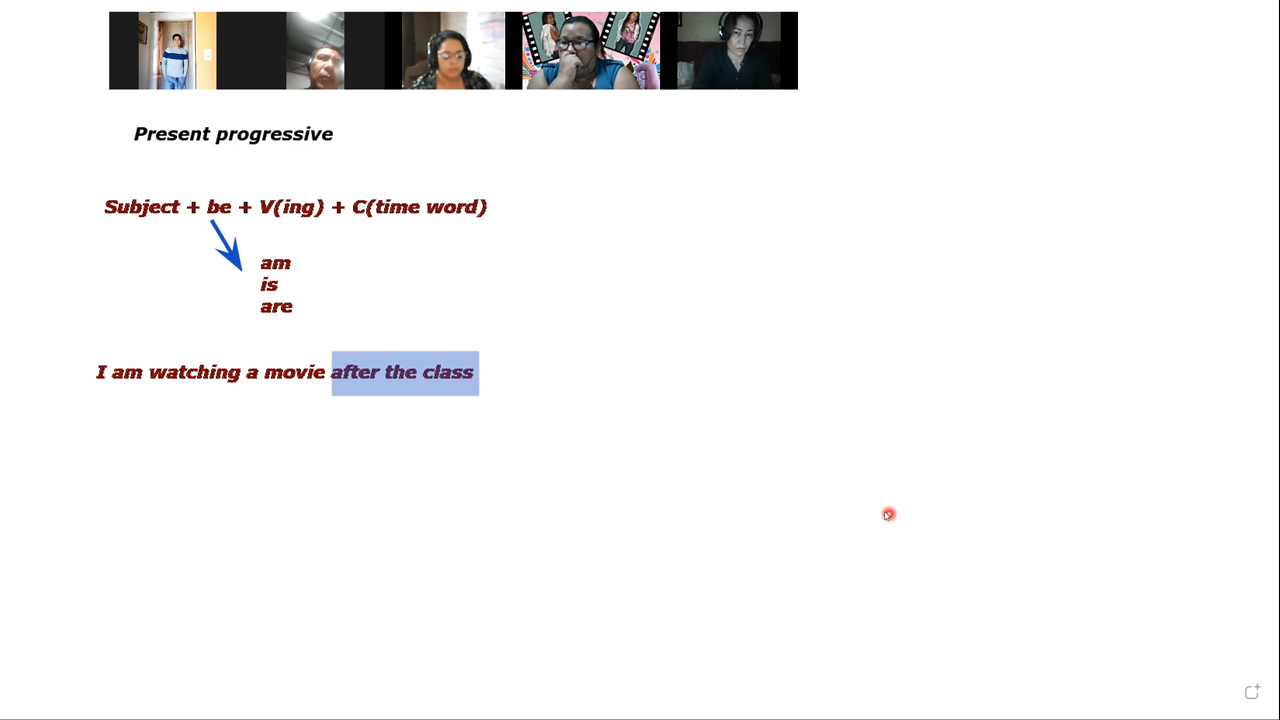 Present progressive
Subject + be + V(ing) + C(time word)
am
is
are
I am watching a movie after the class